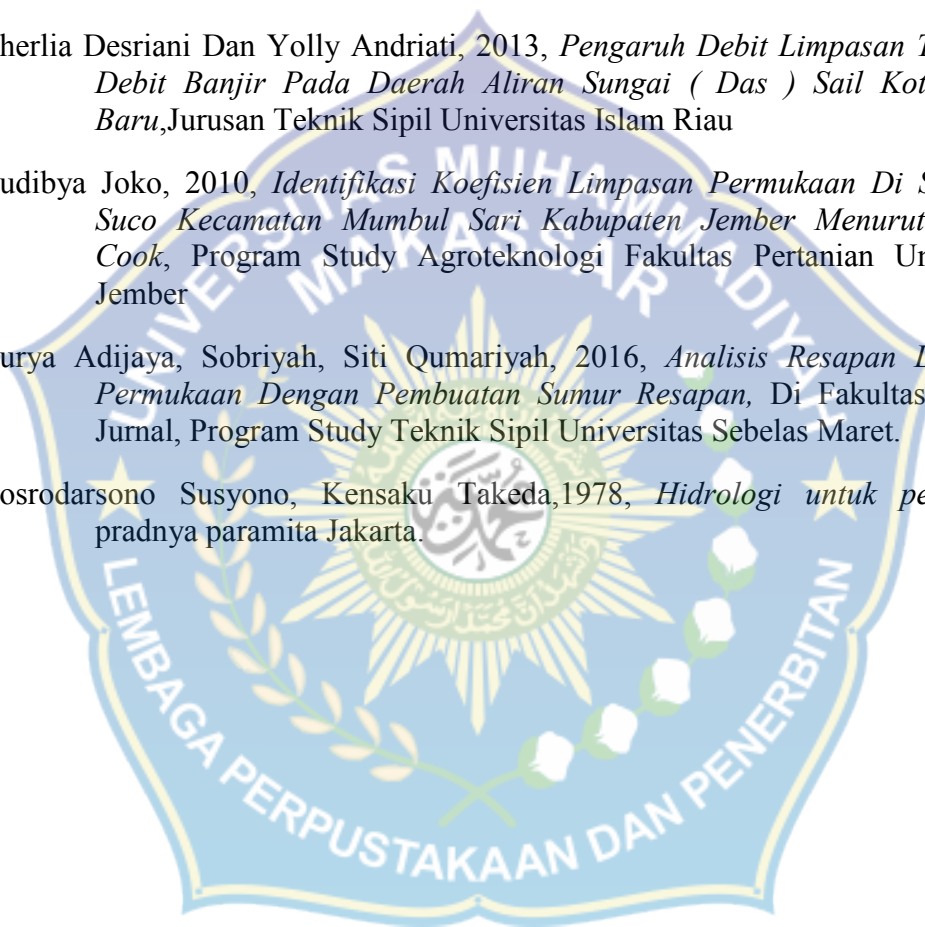 herlia Desriani Dan Yolly Andriati, 2013, Pengaruh Debit Limpasan T
Debit Banjir Pada Daerah Aliran Sungai ( Das ) Sail Kot
Baru,Jurusan Teknik Sipil Universitas Islam Riau
udibya Joko, 2010, Identifikasi Koefisien Limpasan Permukaan Di S
Suco Kecamatan Mumbul Sari Kabupaten Jember Menurut
Cook, Program Study Agroteknologi Fakultas Pertanian Un
Jember
urya Adijaya, Sobriyah, Siti Qumariyah, 2016, Analisis Resapan L
Permukaan Dengan Pembuatan Sumur Resapan, Di Fakultas
Jurnal, Program Study Teknik Sipil Universitas Sebelas Maret.
osrodarsono Susyono, Kensaku Takeda,1978, Hidrologi untuk pe
pradnya paramita Jakarta.
UNIVERSITAS MUHAMMADIYAH
MAKASSAR
LEMBAGA PERPUSTAKAAN DAN PENERBITAN